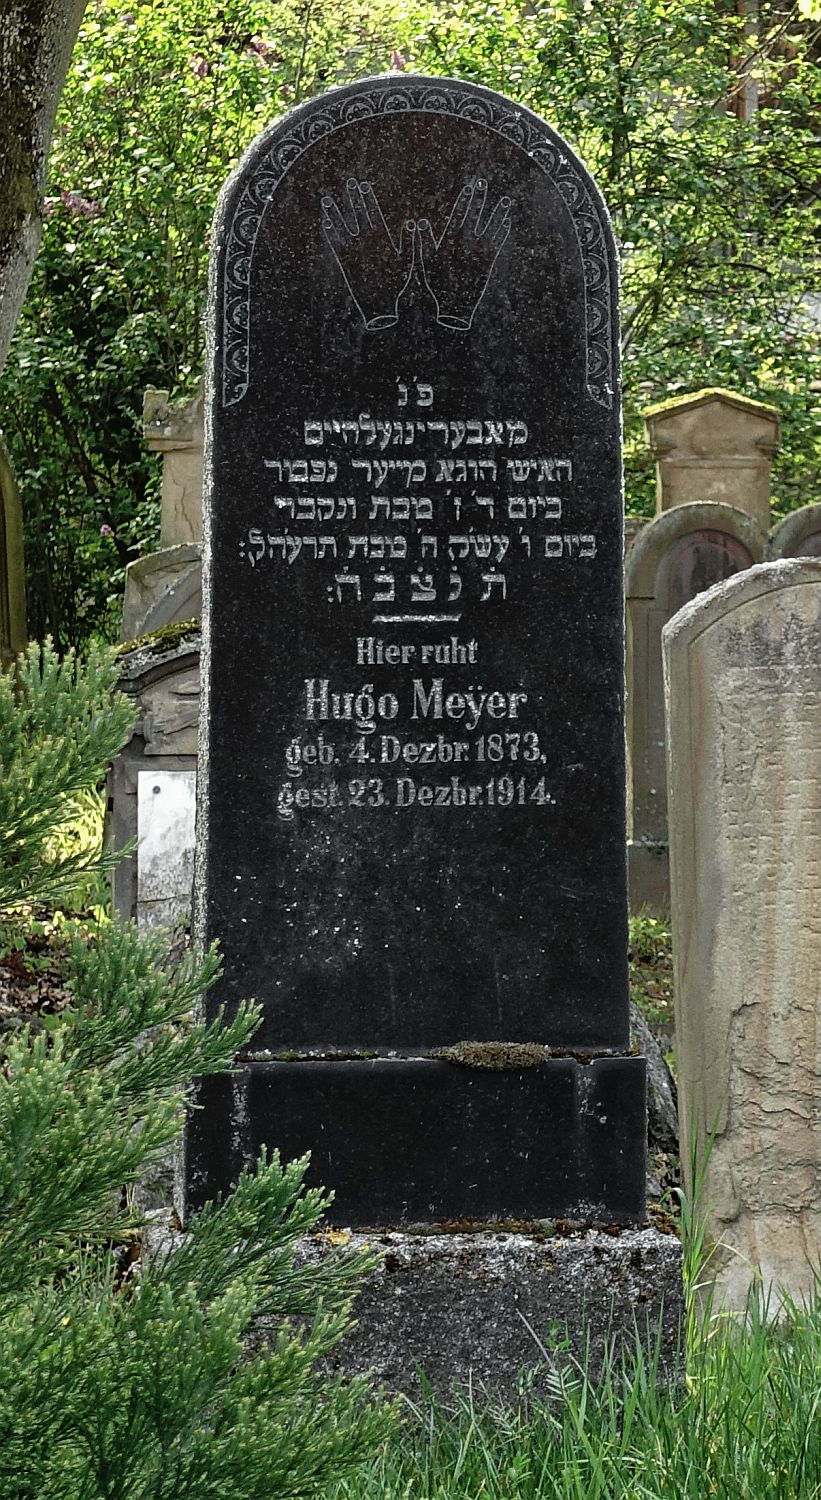 פ׳נ׳
מאבערינגעלהיים
האיש הוגא מייער נפטר
ביום ד׳ ז׳ טבת ונקבר
ביום ו׳ עש״ק ה׳ טבת תרע״ה לפ׳
ת׳נ׳צ׳ב׳ה׳:
Hier ruht
Hugo Meÿer
geb. 4. Dezbr. 1873,
gest. 23. Dezbr. 1914.